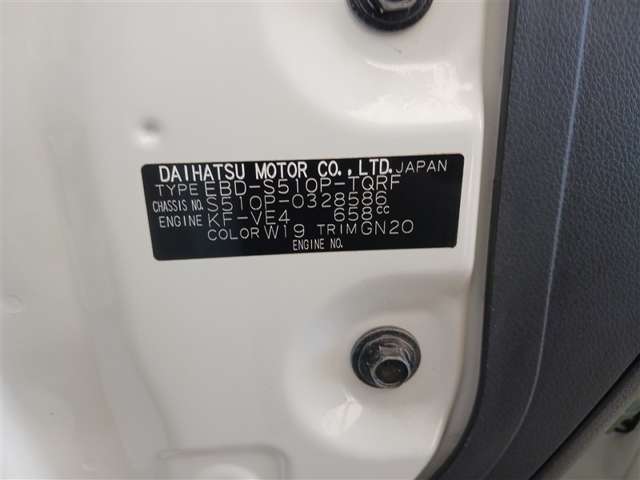 DAIHATSU MOTOR CO.,LTD. JAPAN
TYPE EBD-S510P-TQRF
CHASSIS NO. S510P-0328586
ENGINE KF-VE4 658cc
COLOR W19 TRIM GN20
ENGINE NO.